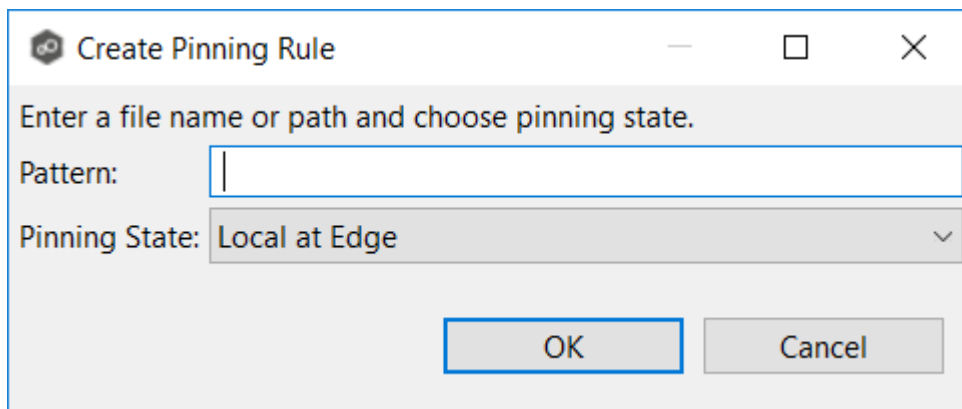 Create Pinning Rule
Enter a file name or path and choose pinning state.
Pattern:
Pinning State: Local at Edge
OK Cancel